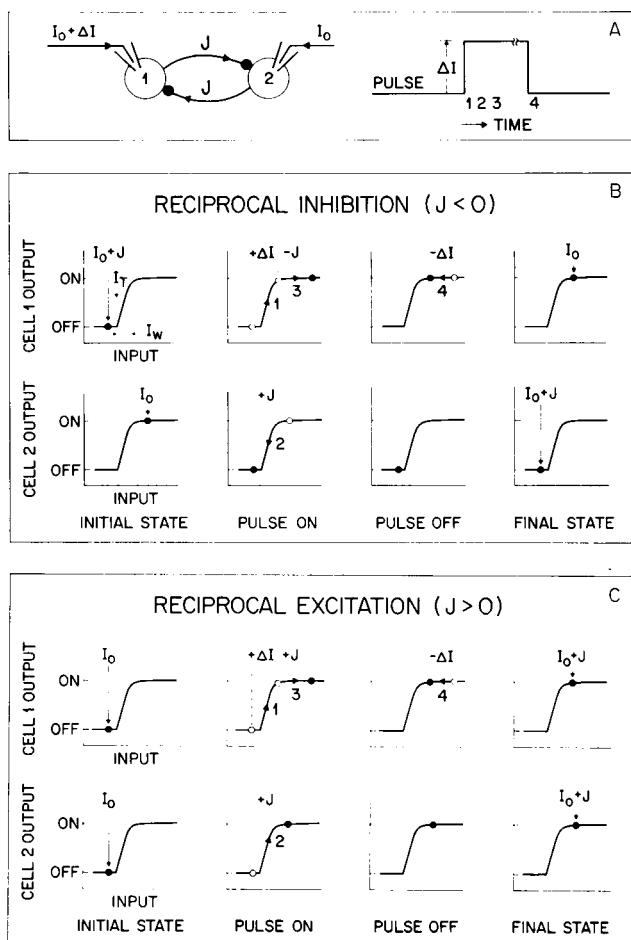 A
I₀ + ΔI
J
I₀
1
2
J
PULSE
ΔI
1 2 3
4
TIME
B
RECIPROCAL INHIBITION (J < O)
CELL 1 OUTPUT
ON
OFF
I₀+J
I_T
I_W
INPUT
+ΔI -J
1
3
-ΔI
4
I₀
CELL 2 OUTPUT
ON
OFF
I₀
INPUT
+J
2
I₀+J
INITIAL STATE
PULSE ON
PULSE OFF
FINAL STATE
C
RECIPROCAL EXCITATION (J > O)
CELL 1 OUTPUT
ON
OFF
I₀
INPUT
+ΔI +J
1
3
-ΔI
4
I₀+J
CELL 2 OUTPUT
ON
OFF
I₀
INPUT
+J
2
I₀+J
INITIAL STATE
PULSE ON
PULSE OFF
FINAL STATE